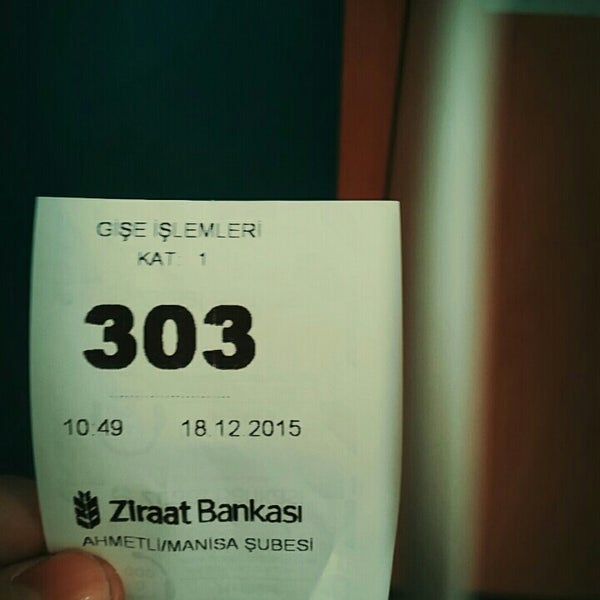 GİŞE İŞLEMLERİ
KAT: 1
303
10:49 18.12.2015
Ziraat Bankası
AHMETLİ/MANİSA ŞUBESİ